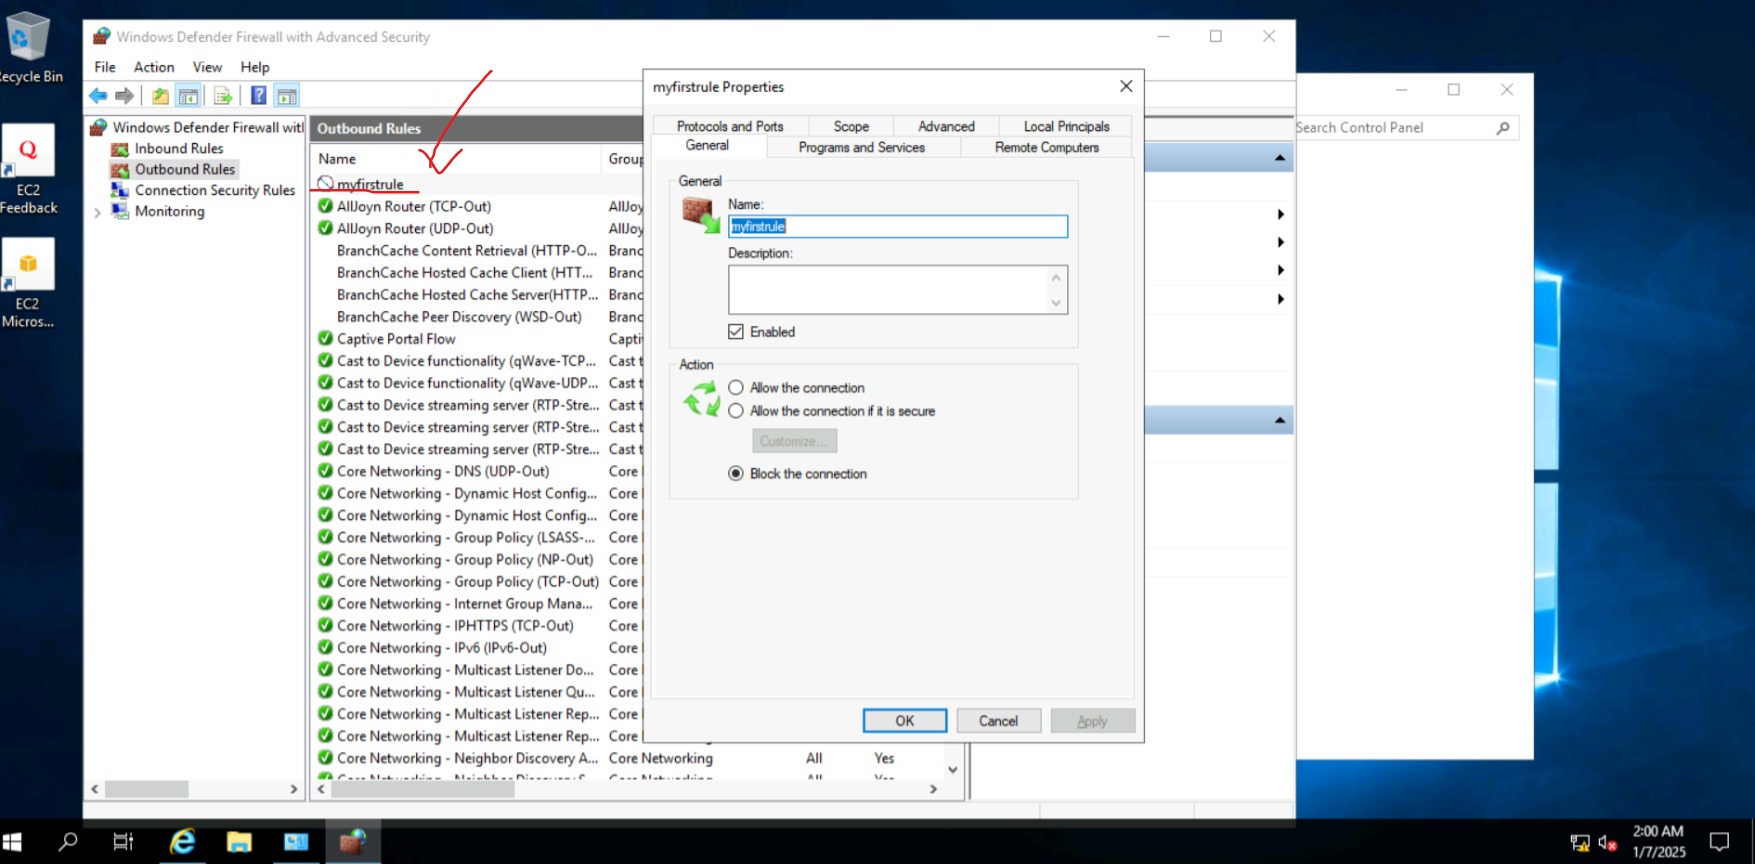 Recycle Bin
EC2
Feedback
EC2
Micros...
Windows Defender Firewall with Advanced Security
File Action View Help
Windows Defender Firewall with
Inbound Rules
Outbound Rules
Connection Security Rules
Monitoring
Outbound Rules
Name Group
myfirstrule
AllJoyn Router (TCP-Out) AllJoy
AllJoyn Router (UDP-Out) AllJoy
BranchCache Content Retrieval (HTTP-O... Branc
BranchCache Hosted Cache Client (HTT... Branc
BranchCache Hosted Cache Server(HTTP... Branc
BranchCache Peer Discovery (WSD-Out) Branc
Captive Portal Flow Capti
Cast to Device functionality (qWave-TCP... Cast t
Cast to Device functionality (qWave-UDP... Cast t
Cast to Device streaming server (RTP-Stre... Cast t
Cast to Device streaming server (RTP-Stre... Cast t
Cast to Device streaming server (RTP-Stre... Cast t
Core Networking - DNS (UDP-Out) Core
Core Networking - Dynamic Host Config... Core
Core Networking - Dynamic Host Config... Core
Core Networking - Group Policy (LSASS-... Core
Core Networking - Group Policy (NP-Out) Core
Core Networking - Group Policy (TCP-Out) Core
Core Networking - Internet Group Mana... Core
Core Networking - IPHTTPS (TCP-Out) Core
Core Networking - IPv6 (IPv6-Out) Core
Core Networking - Multicast Listener Do... Core
Core Networking - Multicast Listener Qu... Core
Core Networking - Multicast Listener Rep... Core
Core Networking - Multicast Listener Rep... Core
Core Networking - Neighbor Discovery A... Core Networking All Yes
myfirstrule Properties
Protocols and Ports Scope Advanced Local Principals
General Programs and Services Remote Computers
General
Name:
myfirstrule
Description:
Enabled
Action
Allow the connection
Allow the connection if it is secure
Customize...
Block the connection
OK Cancel Apply
Search Control Panel
2:00 AM
1/7/2025